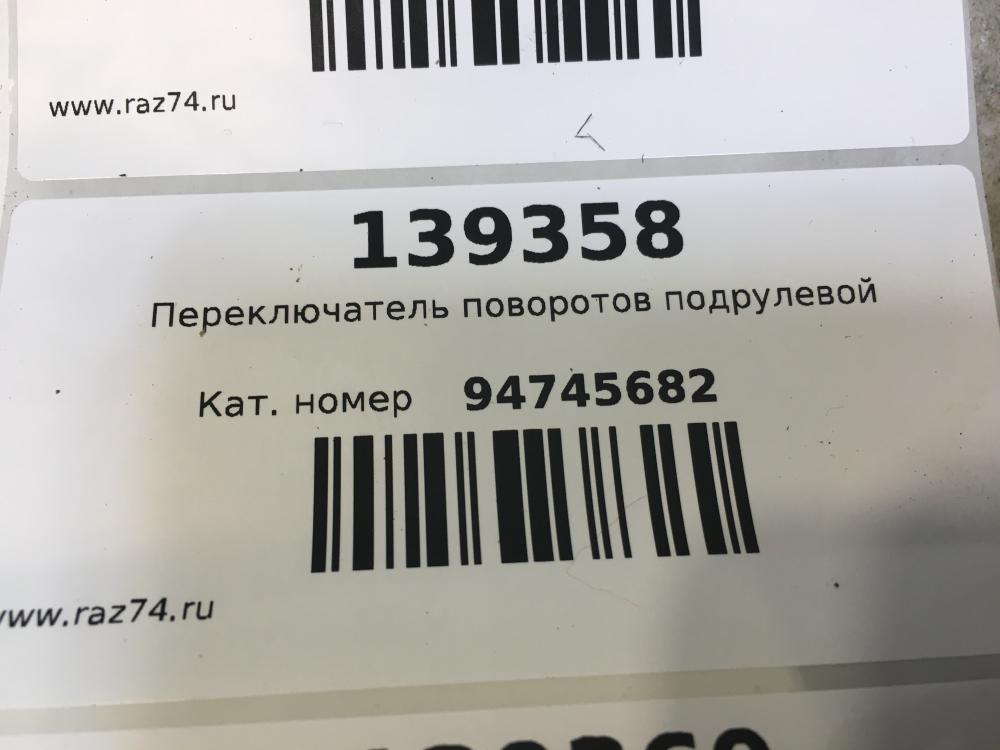 www.raz74.ru
139358
Переключатель поворотов подрулевой
Кат. номер 94745682
www.raz74.ru